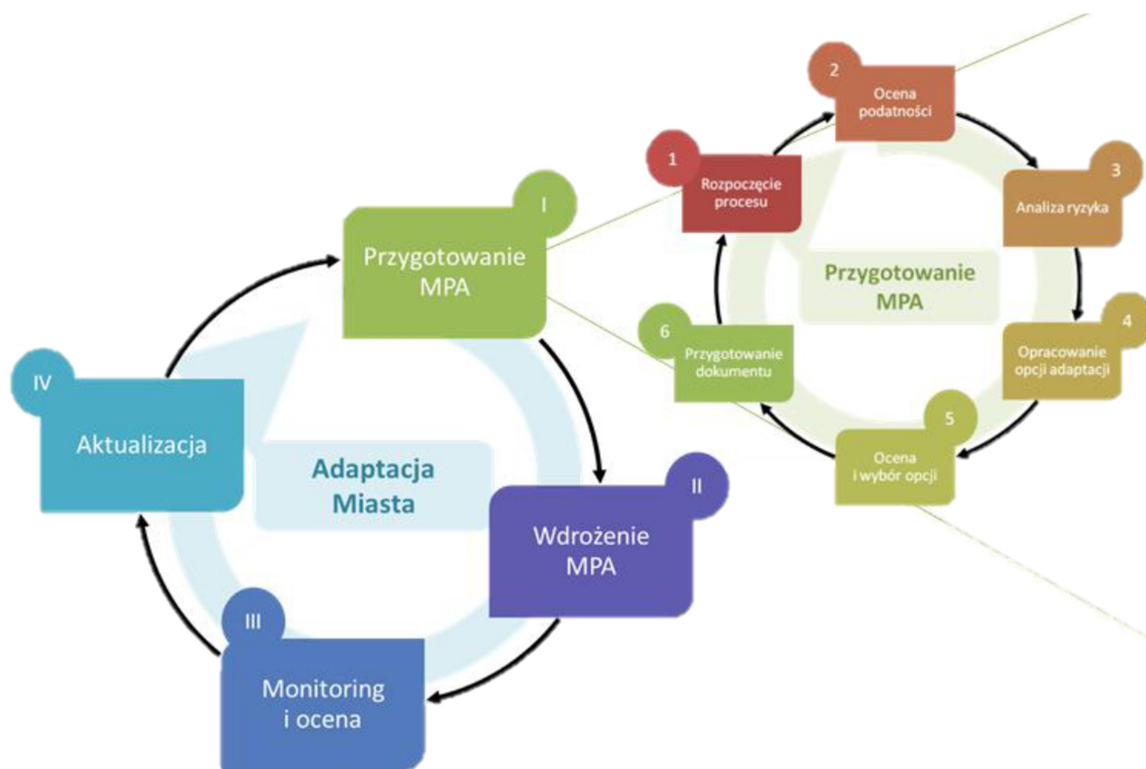 I
Przygotowanie
MPA
II
Wdrożenie
MPA
III
Monitoring
i ocena
IV
Aktualizacja
Adaptacja
Miasta
1
Rozpoczęcie
procesu
2
Ocena
podatności
3
Analiza ryzyka
4
Opracowanie
opcji adaptacji
5
Ocena
i wybór opcji
6
Przygotowanie
dokumentu
Przygotowanie
MPA